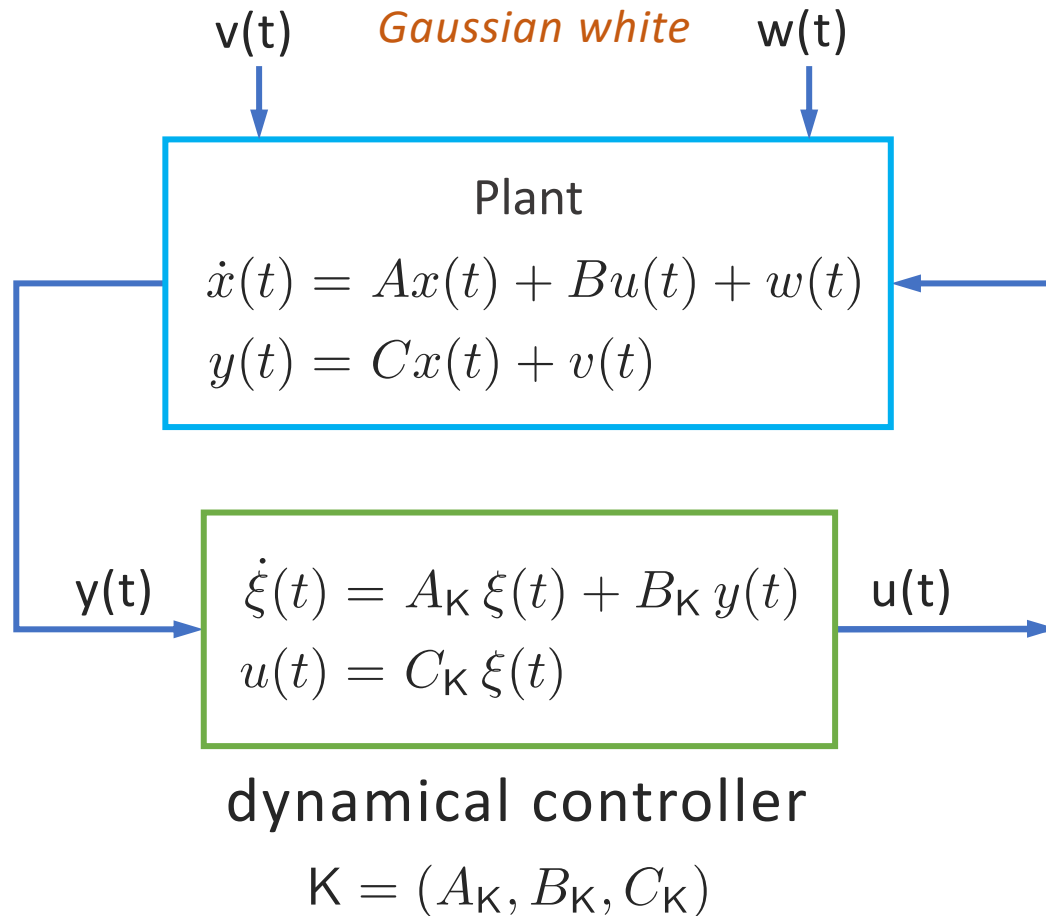 v(t) Gaussian white w(t)
Plant
ẋ(t) = Ax(t) + Bu(t) + w(t)
y(t) = Cx(t) + v(t)
y(t)
ξ̇(t) = A_K ξ(t) + B_K y(t)
u(t) = C_K ξ(t)
u(t)
dynamical controller
K = (A_K, B_K, C_K)